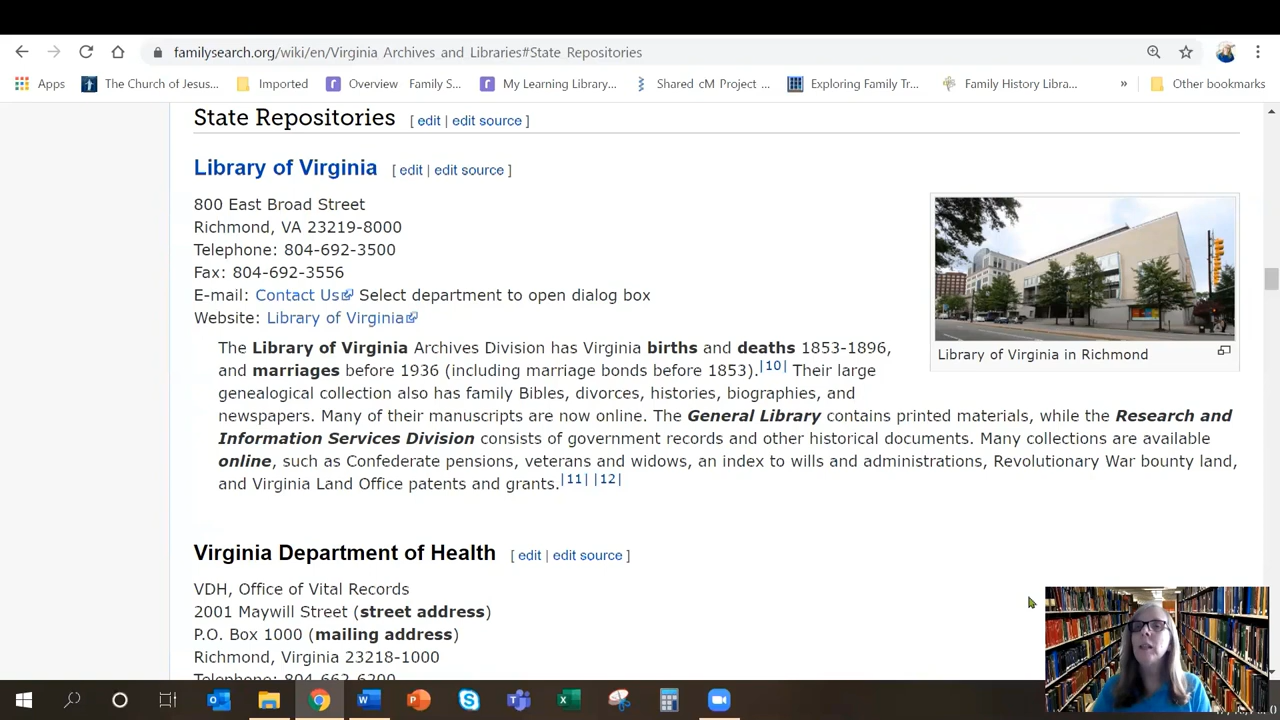 familysearch.org/wiki/en/Virginia Archives and Libraries#State Repositories
Apps The Church of Jesus... Imported Overview Family S... My Learning Library... Shared cM Project ... Exploring Family Tr... Family History Libra... » Other bookmarks
State Repositories [ edit | edit source ]
Library of Virginia [ edit | edit source ]
800 East Broad Street
Richmond, VA 23219-8000
Telephone: 804-692-3500
Fax: 804-692-3556
E-mail: Contact Us Select department to open dialog box
Website: Library of Virginia
Library of Virginia in Richmond
The Library of Virginia Archives Division has Virginia births and deaths 1853-1896,
and marriages before 1936 (including marriage bonds before 1853).[10] Their large
genealogical collection also has family Bibles, divorces, histories, biographies, and
newspapers. Many of their manuscripts are now online. The General Library contains printed materials, while the Research and
Information Services Division consists of government records and other historical documents. Many collections are available
online, such as Confederate pensions, veterans and widows, an index to wills and administrations, Revolutionary War bounty land,
and Virginia Land Office patents and grants.[11] [12]
Virginia Department of Health [ edit | edit source ]
VDH, Office of Vital Records
2001 Maywill Street (street address)
P.O. Box 1000 (mailing address)
Richmond, Virginia 23218-1000
Telephone: 804-662-6200